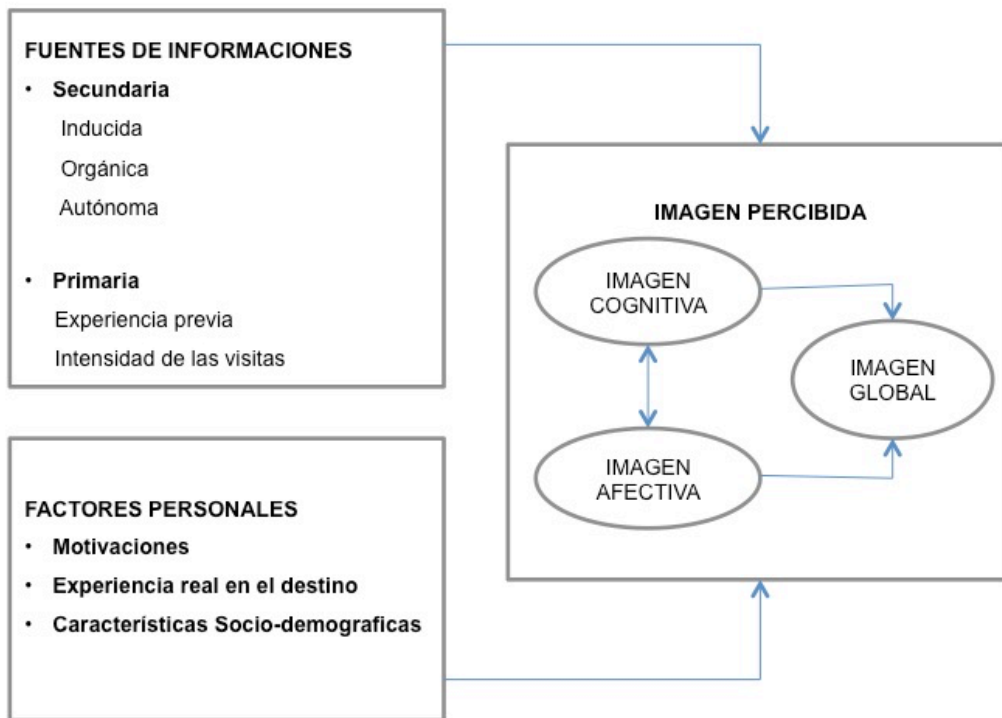 FUENTES DE INFORMACIONES
• Secundaria
Inducida
Orgánica
Autónoma
• Primaria
Experiencia previa
Intensidad de las visitas
FACTORES PERSONALES
• Motivaciones
• Experiencia real en el destino
• Características Socio-demograficas
IMAGEN PERCIBIDA
IMAGEN
COGNITIVA
IMAGEN
AFECTIVA
IMAGEN
GLOBAL